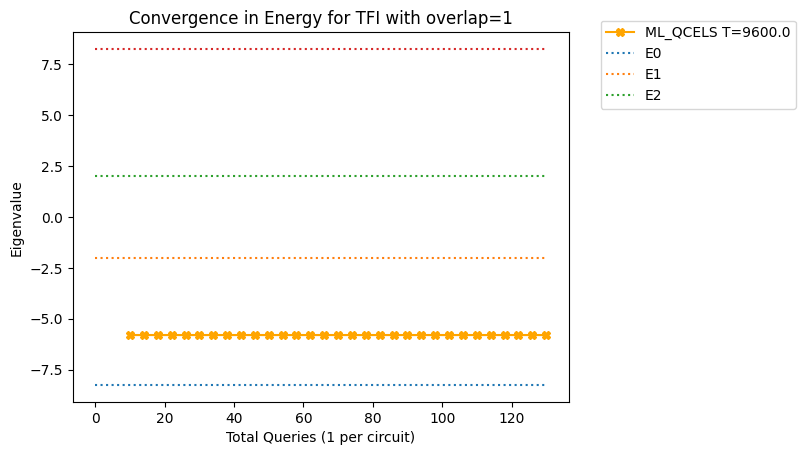 Convergence in Energy for TFI with overlap=1
ML_QCELS T=9600.0
E0
E1
E2
Eigenvalue
7.5
5.0
2.5
0.0
−2.5
−5.0
−7.5
0 20 40 60 80 100 120
Total Queries (1 per circuit)